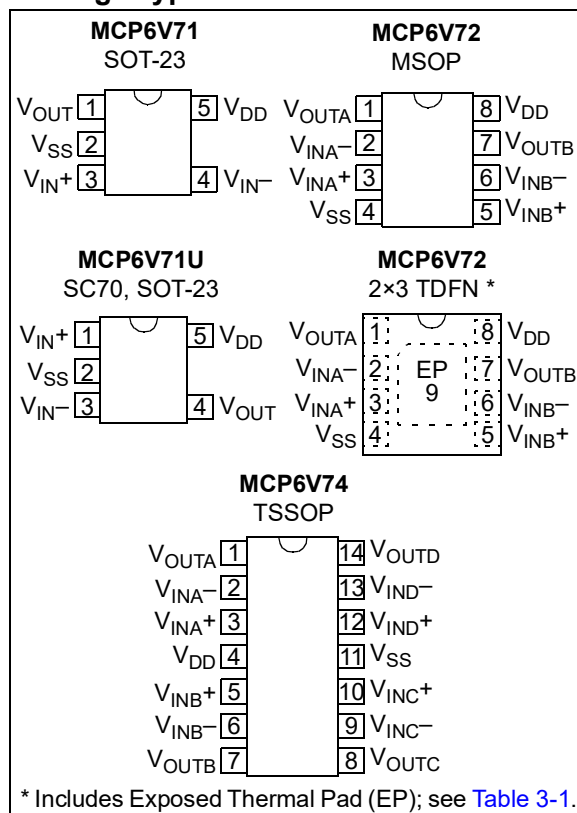 MCP6V71
SOT-23
VOUT 1 5 VDD
VSS 2
VIN+ 3 4 VIN–
MCP6V72
MSOP
VOUTA 1 8 VDD
VINA– 2 7 VOUTB
VINA+ 3 6 VINB–
VSS 4 5 VINB+
MCP6V71U
SC70, SOT-23
VIN+ 1 5 VDD
VSS 2
VIN– 3 4 VOUT
MCP6V72
2×3 TDFN *
VOUTA 1 8 VDD
VINA– 2 EP 7 VOUTB
VINA+ 3 9 6 VINB–
VSS 4 5 VINB+
MCP6V74
TSSOP
VOUTA 1 14 VOUTD
VINA– 2 13 VIND–
VINA+ 3 12 VIND+
VDD 4 11 VSS
VINB+ 5 10 VINC+
VINB– 6 9 VINC–
VOUTB 7 8 VOUTC
* Includes Exposed Thermal Pad (EP); see Table 3-1.